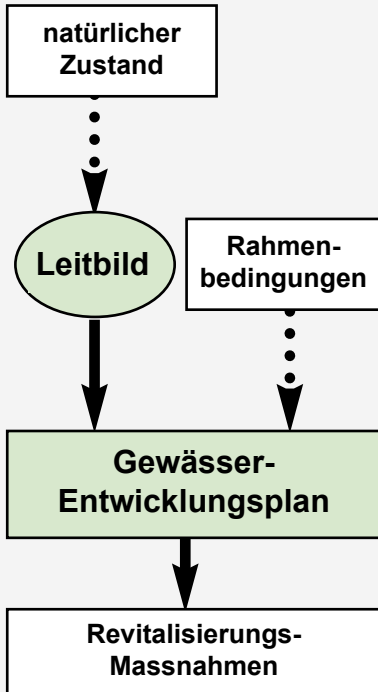 natürlicher
Zustand
Leitbild
Rahmen-
bedingungen
Gewässer-
Entwicklungsplan
Revitalisierungs-
Massnahmen